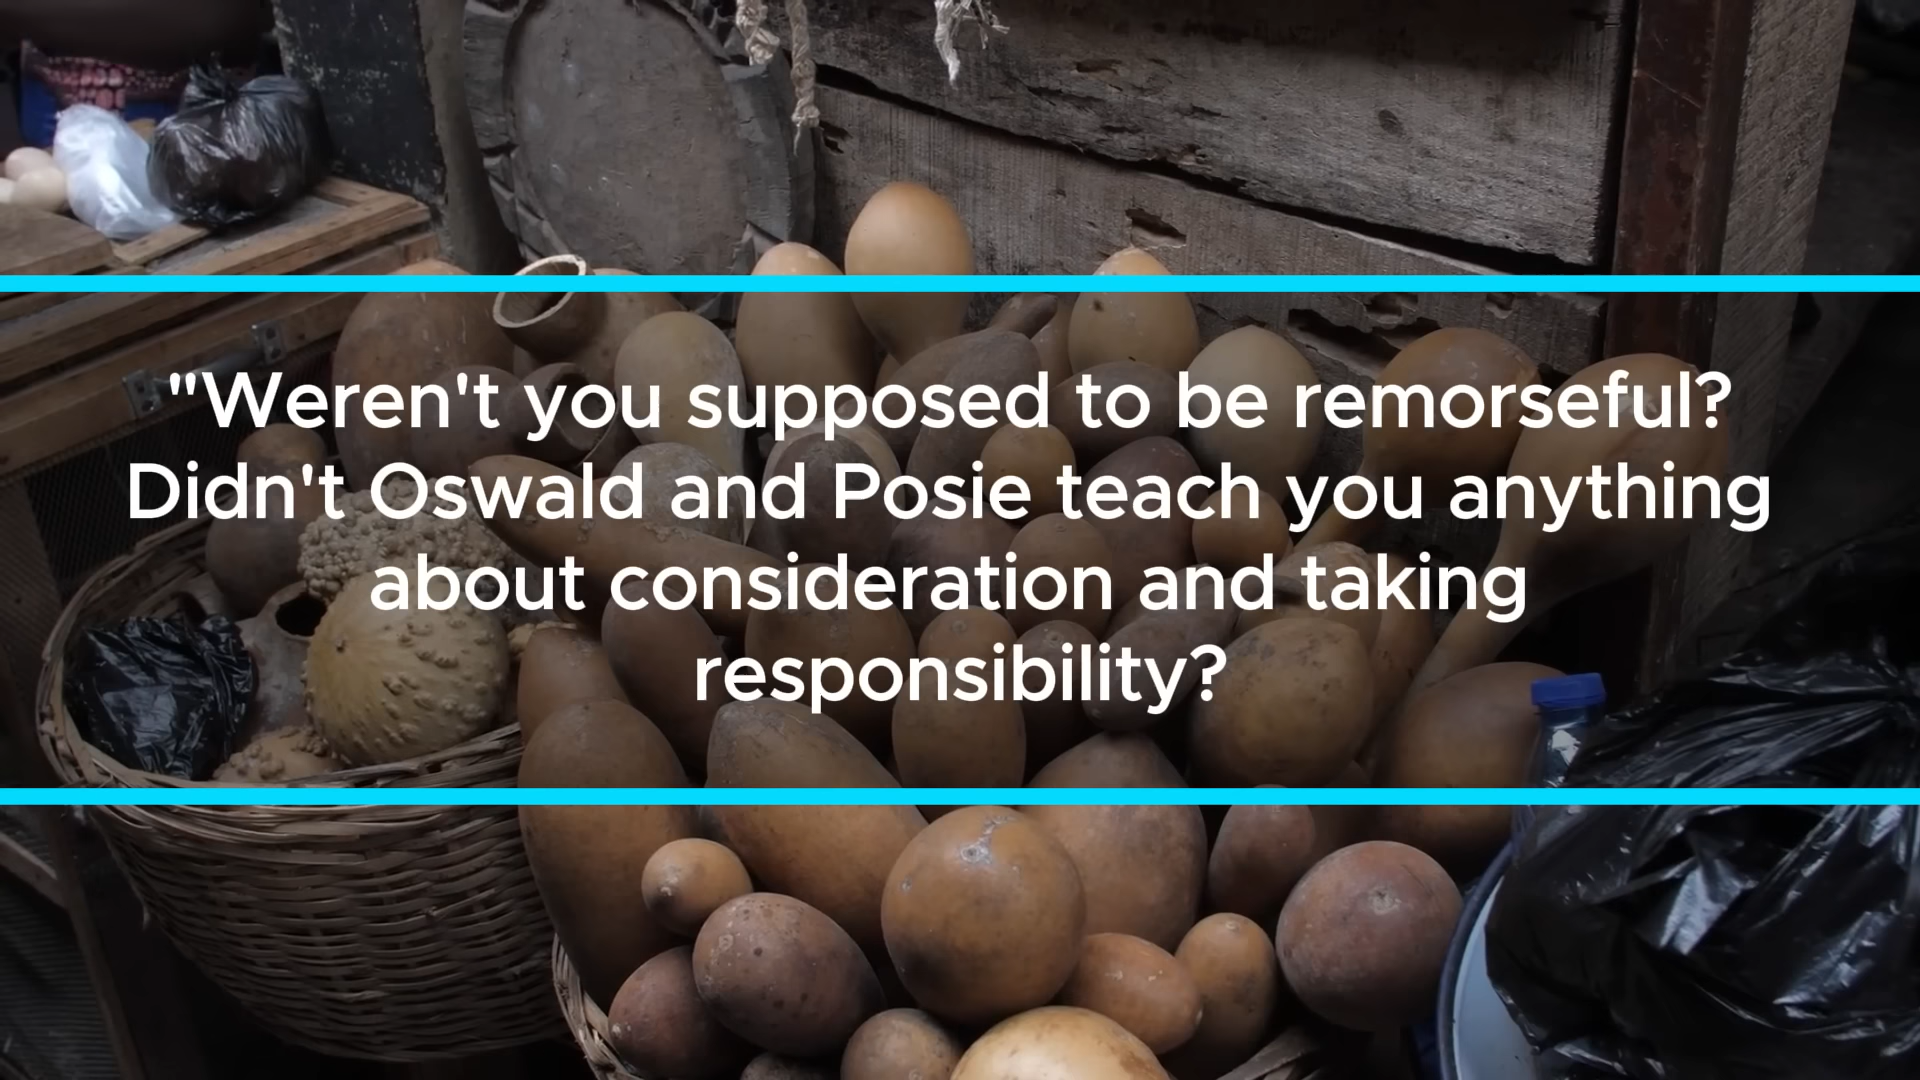 "Weren't you supposed to be remorseful?
Didn't Oswald and Posie teach you anything
about consideration and taking
responsibility?